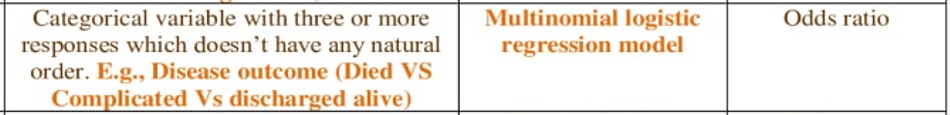 Categorical variable with three or more
responses which doesn't have any natural
order. E.g., Disease outcome (Died VS
Complicated Vs discharged alive)
Multinomial logistic
regression model
Odds ratio